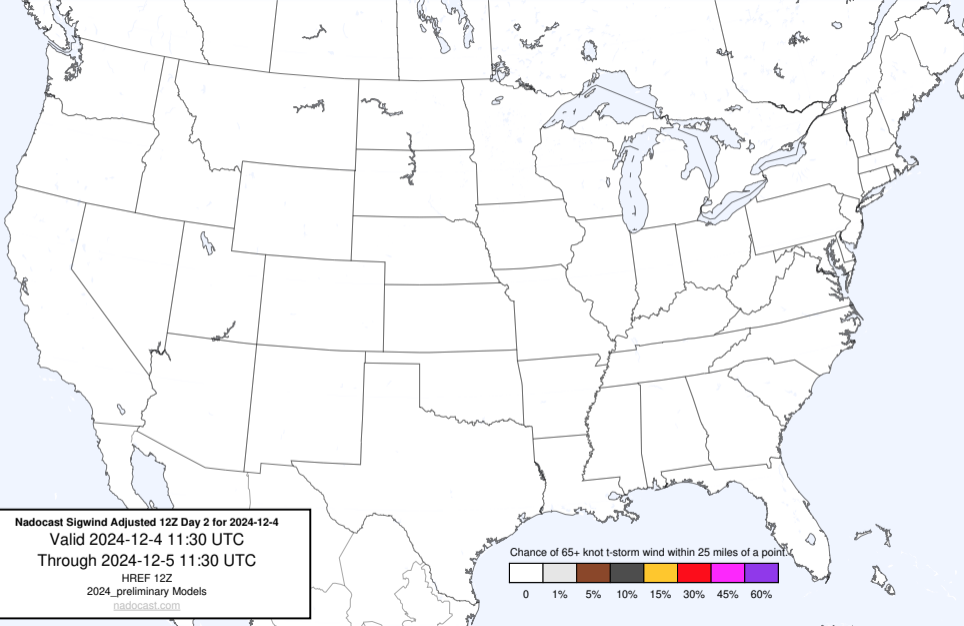 Nadocast Sigwind Adjusted 12Z Day 2 for 2024-12-4
Valid 2024-12-4 11:30 UTC
Through 2024-12-5 11:30 UTC
HREF 12Z
2024_preliminary Models
nadocast.com
Chance of 65+ knot t-storm wind within 25 miles of a point.
0 1% 5% 10% 15% 30% 45% 60%